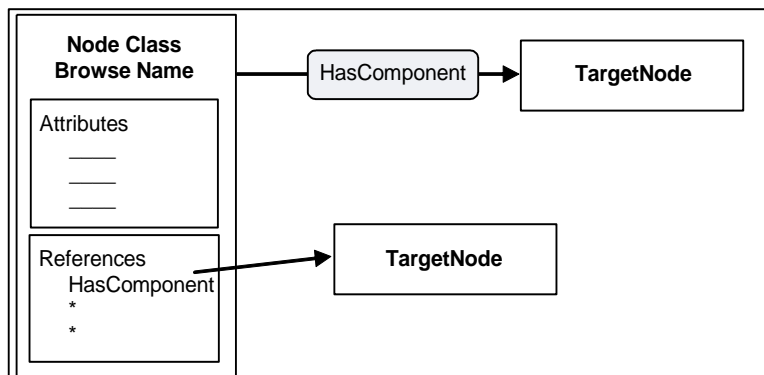 Node Class
Browse Name
HasComponent
TargetNode
Attributes
References
HasComponent
*
*
TargetNode